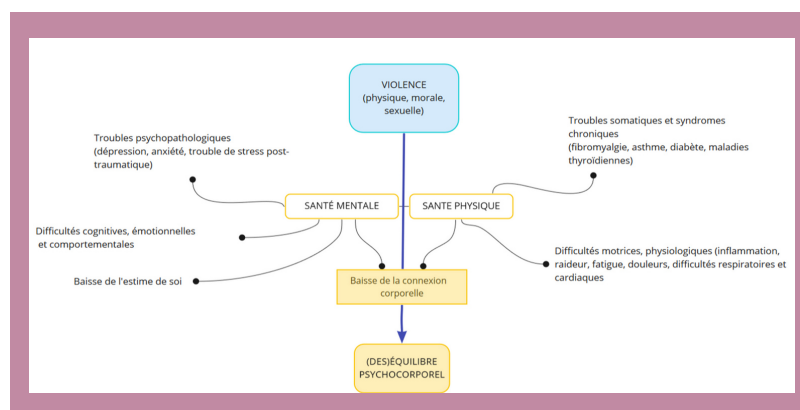 VIOLENCE
(physique, morale,
sexuelle)
Troubles psychopathologiques
(dépression, anxiété, trouble de stress post-
traumatique)
Troubles somatiques et syndromes
chroniques
(fibromyalgie, asthme, diabète, maladies
thyroïdiennes)
SANTÉ MENTALE
SANTE PHYSIQUE
Difficultés cognitives, émotionnelles
et comportementales
Baisse de l'estime de soi
Difficultés motrices, physiologiques (inflammation,
raideur, fatigue, douleurs, difficultés respiratoires et
cardiaques
Baisse de la connexion
corporelle
(DES)ÉQUILIBRE
PSYCHOCORPOREL